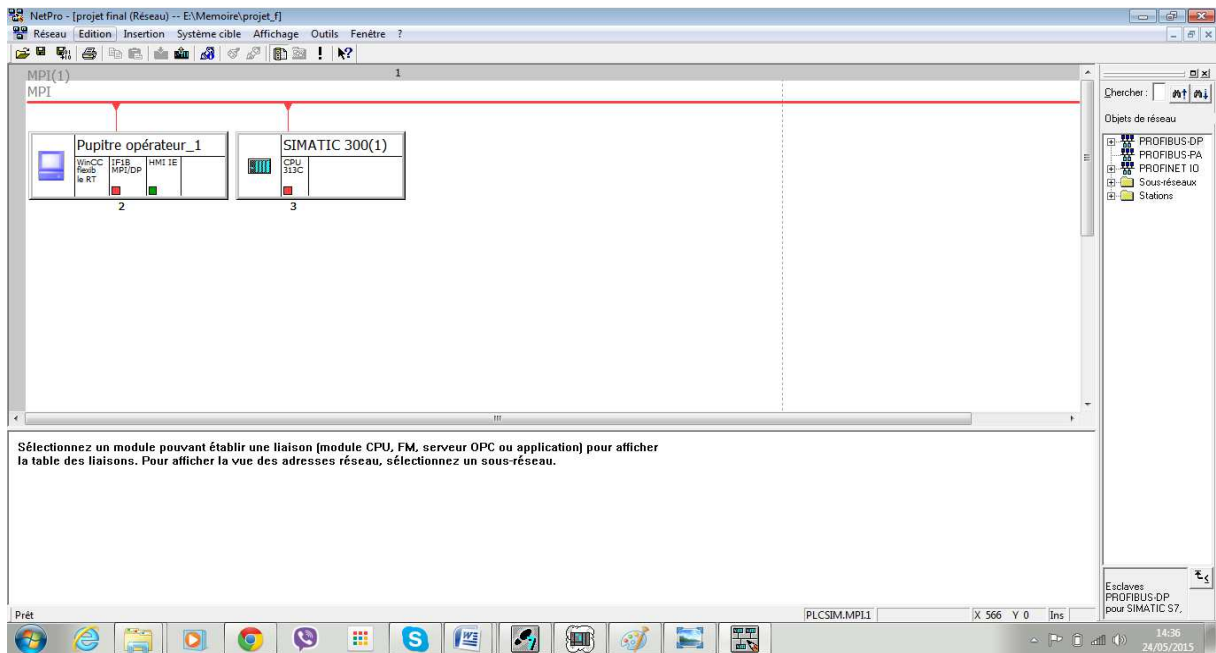 NetPro - [projet final (Réseau) -- E:\Memoire\projet_f]
Réseau Edition Insertion Système cible Affichage Outils Fenêtre ?
MPI(1)
1
MPI
Pupitre opérateur_1
WinCC flexib le RT
IF1B MPI/DP
HMI IE
2
SIMATIC 300(1)
CPU 313C
3
Chercher :
Objets de réseau
PROFIBUS-DP
PROFIBUS-PA
PROFINET IO
Sous-réseaux
Stations
Sélectionnez un module pouvant établir une liaison (module CPU, FM, serveur OPC ou application) pour afficher
la table des liaisons. Pour afficher la vue des adresses réseau, sélectionnez un sous-réseau.
Esclaves
PROFIBUS-DP
pour SIMATIC S7,
Prêt
PLCSIM.MPI.1
X 566 Y 0
Ins
14:36
24/05/2015